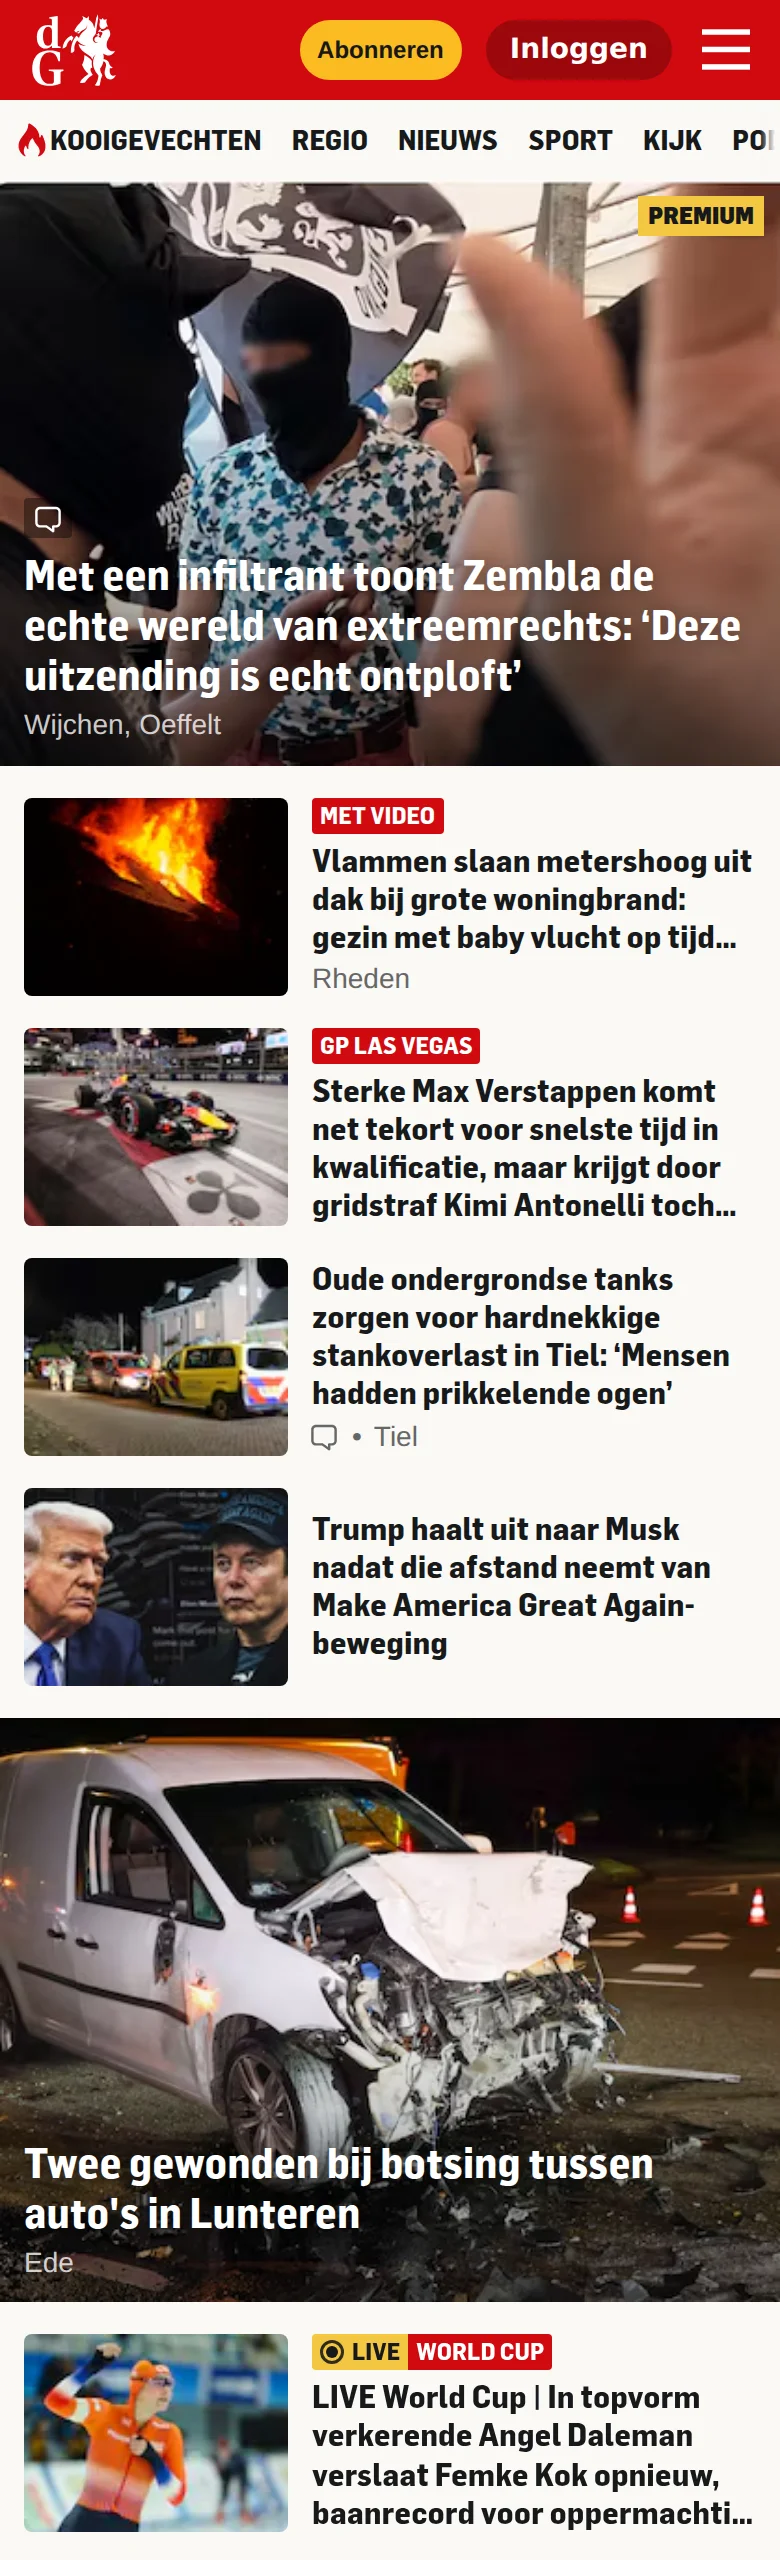 dG
Abonneren
Inloggen
KOOIGEVECHTEN REGIO NIEUWS SPORT KIJK
PREMIUM
Met een infiltrant toont Zembla de
echte wereld van extreemrechts: ‘Deze
uitzending is echt ontploft’
Wijchen, Oeffelt
MET VIDEO
Vlammen slaan metershoog uit
dak bij grote woningbrand:
gezin met baby vlucht op tijd...
Rheden
GP LAS VEGAS
Sterke Max Verstappen komt
net tekort voor snelste tijd in
kwalificatie, maar krijgt door
gridstraf Kimi Antonelli toch...
Oude ondergrondse tanks
zorgen voor hardnekkige
stankoverlast in Tiel: ‘Mensen
hadden prikkelende ogen’
• Tiel
Trump haalt uit naar Musk
nadat die afstand neemt van
Make America Great Again-
beweging
Twee gewonden bij botsing tussen
auto's in Lunteren
Ede
LIVE WORLD CUP
LIVE World Cup | In topvorm
verkerende Angel Daleman
verslaat Femke Kok opnieuw,
baanrecord voor oppermachti...